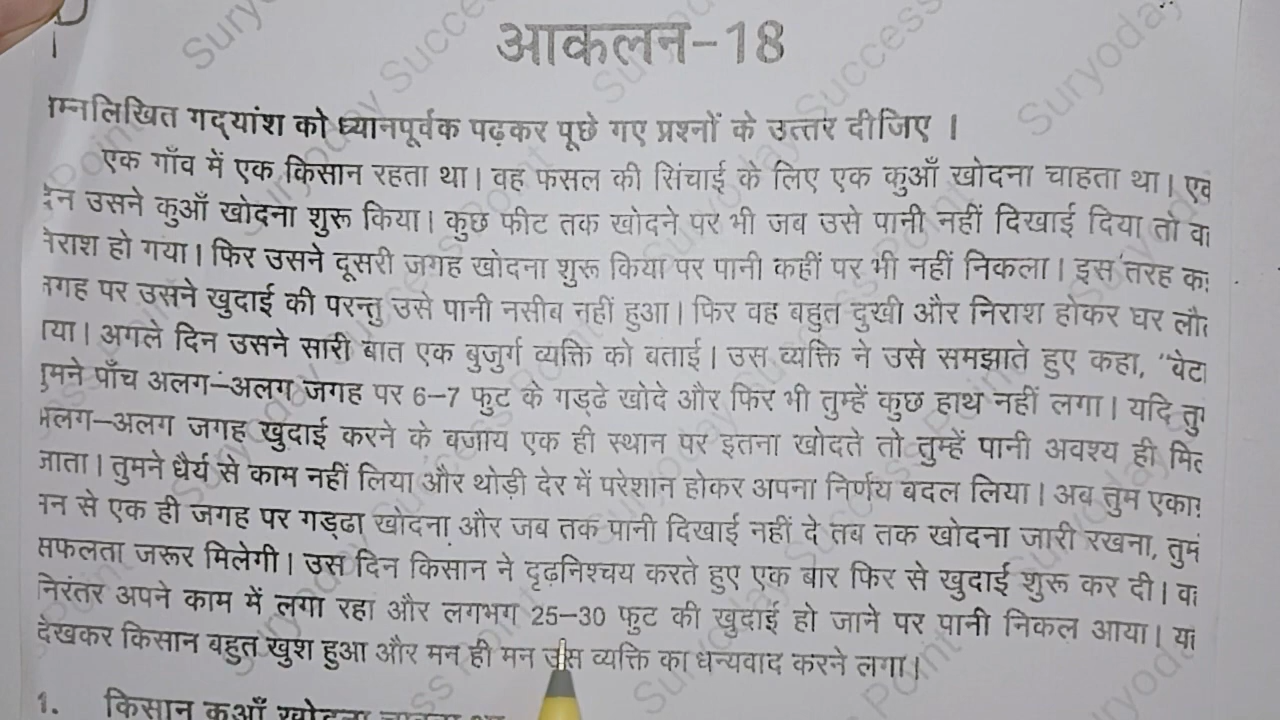 आकलन-18
म्नलिखित गद्यांश को ध्यानपूर्वक पढ़कर पूछे गए प्रश्नों के उत्तर दीजिए ।
एक गाँव में एक किसान रहता था। वह फसल की सिंचाई के लिए एक कुआँ खोदना चाहता था। एक
उसने कुआँ खोदना शुरू किया। कुछ फीट तक खोदने पर भी जब उसे पानी नहीं दिखाई दिया तो
हो गया। फिर उसने दूसरी जगह खोदना शुरू किया पर पानी कहीं पर भी नहीं निकला। इस तरह
पर उसने खुदाई की परन्तु उसे पानी नसीब नहीं हुआ। फिर वह बहुत दुखी और निराश होकर घर
। अगले दिन उसने सारी बात एक बुजुर्ग व्यक्ति को बताई। उस व्यक्ति ने उसे समझाते हुए कहा, "बेटा
पाँच अलग-अलग जगह पर 6-7 फुट के गड्ढे खोदे और फिर भी तुम्हें कुछ हाथ नहीं लगा। यदि
अलग-अलग जगह खुदाई करने के बजाय एक ही स्थान पर इतना खोदते तो तुम्हें पानी अवश्य ही
जाता। तुमने धैर्य से काम नहीं लिया और थोड़ी देर में परेशान होकर अपना निर्णय बदल लिया। अब तुम
से एक ही जगह पर गड्ढा खोदना और जब तक पानी दिखाई नहीं दे तब तक खोदना जारी रखना,
सफलता जरूर मिलेगी। उस दिन किसान ने दृढ़निश्चय करते हुए एक बार फिर से खुदाई शुरू कर दी।
निरंतर अपने काम में लगा रहा और लगभग 25-30 फुट की खुदाई हो जाने पर पानी निकल आया।
देखकर किसान बहुत खुश हुआ और मन ही मन उस व्यक्ति का धन्यवाद करने लगा।
1. किसान कुआँ खोदना